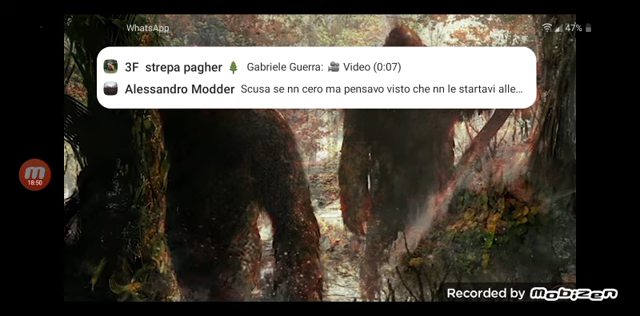 WhatsApp
47%
3F strepa pagher 🌲 Gabriele Guerra: 🎥 Video (0:07)
Alessandro Modder Scusa se nn cero ma pensavo visto che nn le startavi alle...
m
18:50
Recorded by mobizen